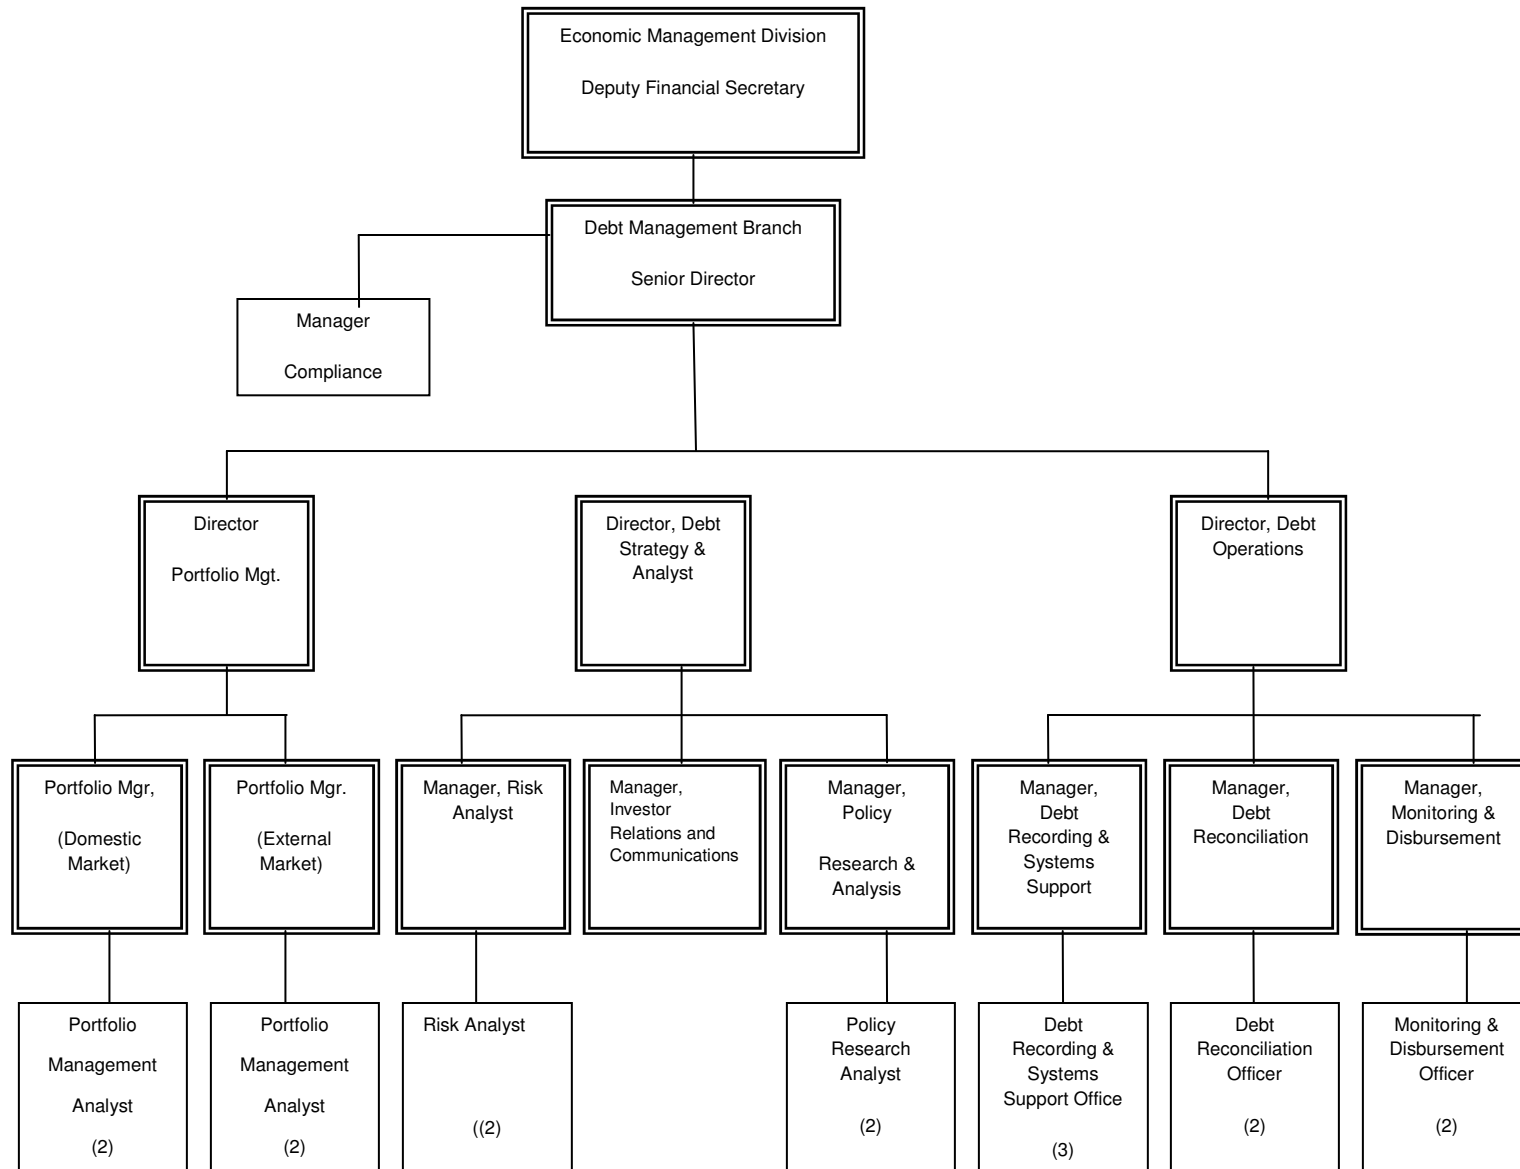 Economic Management Division
Deputy Financial Secretary
Debt Management Branch
Senior Director
Manager
Compliance
Director
Portfolio Mgt.
Director, Debt
Strategy &
Analyst
Director, Debt
Operations
Portfolio Mgr,
(Domestic
Market)
Portfolio Mgr.
(External
Market)
Manager, Risk
Analyst
Manager,
Investor
Relations and
Communications
Manager,
Policy
Research &
Analysis
Manager,
Debt
Recording &
Systems
Support
Manager,
Debt
Reconciliation
Manager,
Monitoring &
Disbursement
Portfolio
Management
Analyst
(2)
Portfolio
Management
Analyst
(2)
Risk Analyst
((2)
Policy
Research
Analyst
(2)
Debt
Recording &
Systems
Support Office
(3)
Debt
Reconciliation
Officer
(2)
Monitoring &
Disbursement
Officer
(2)